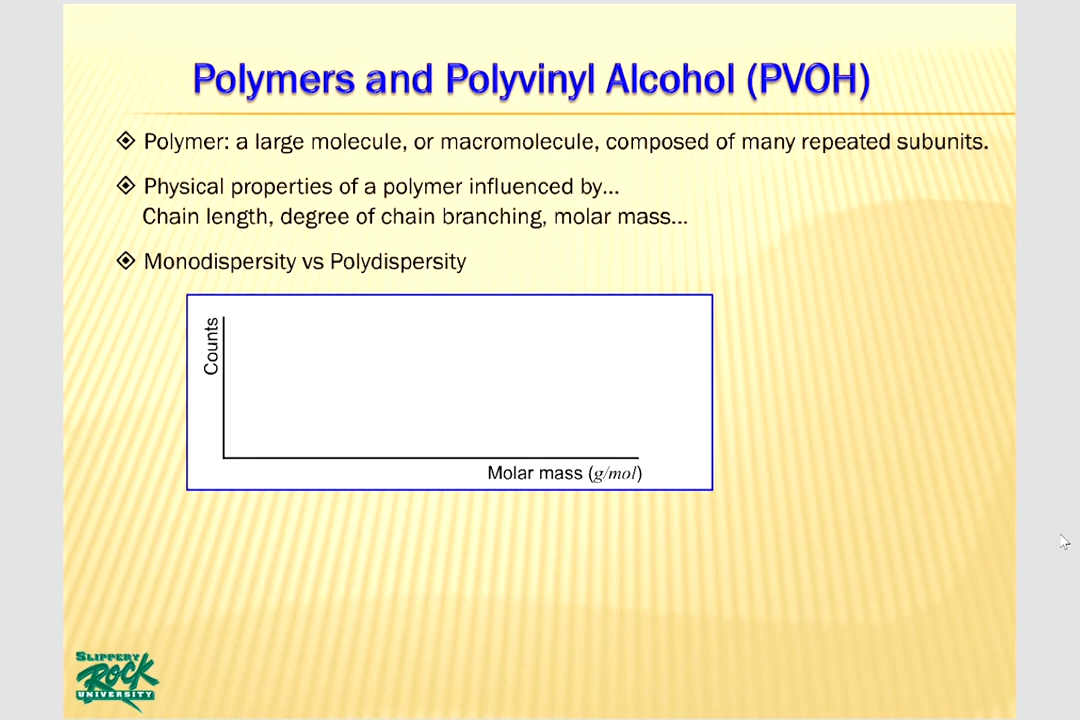 Polymers and Polyvinyl Alcohol (PVOH)
Polymer: a large molecule, or macromolecule, composed of many repeated subunits.
Physical properties of a polymer influenced by...
Chain length, degree of chain branching, molar mass...
Monodispersity vs Polydispersity
Counts
Molar mass (g/mol)
SLIPPERY
ROCK
UNIVERSITY